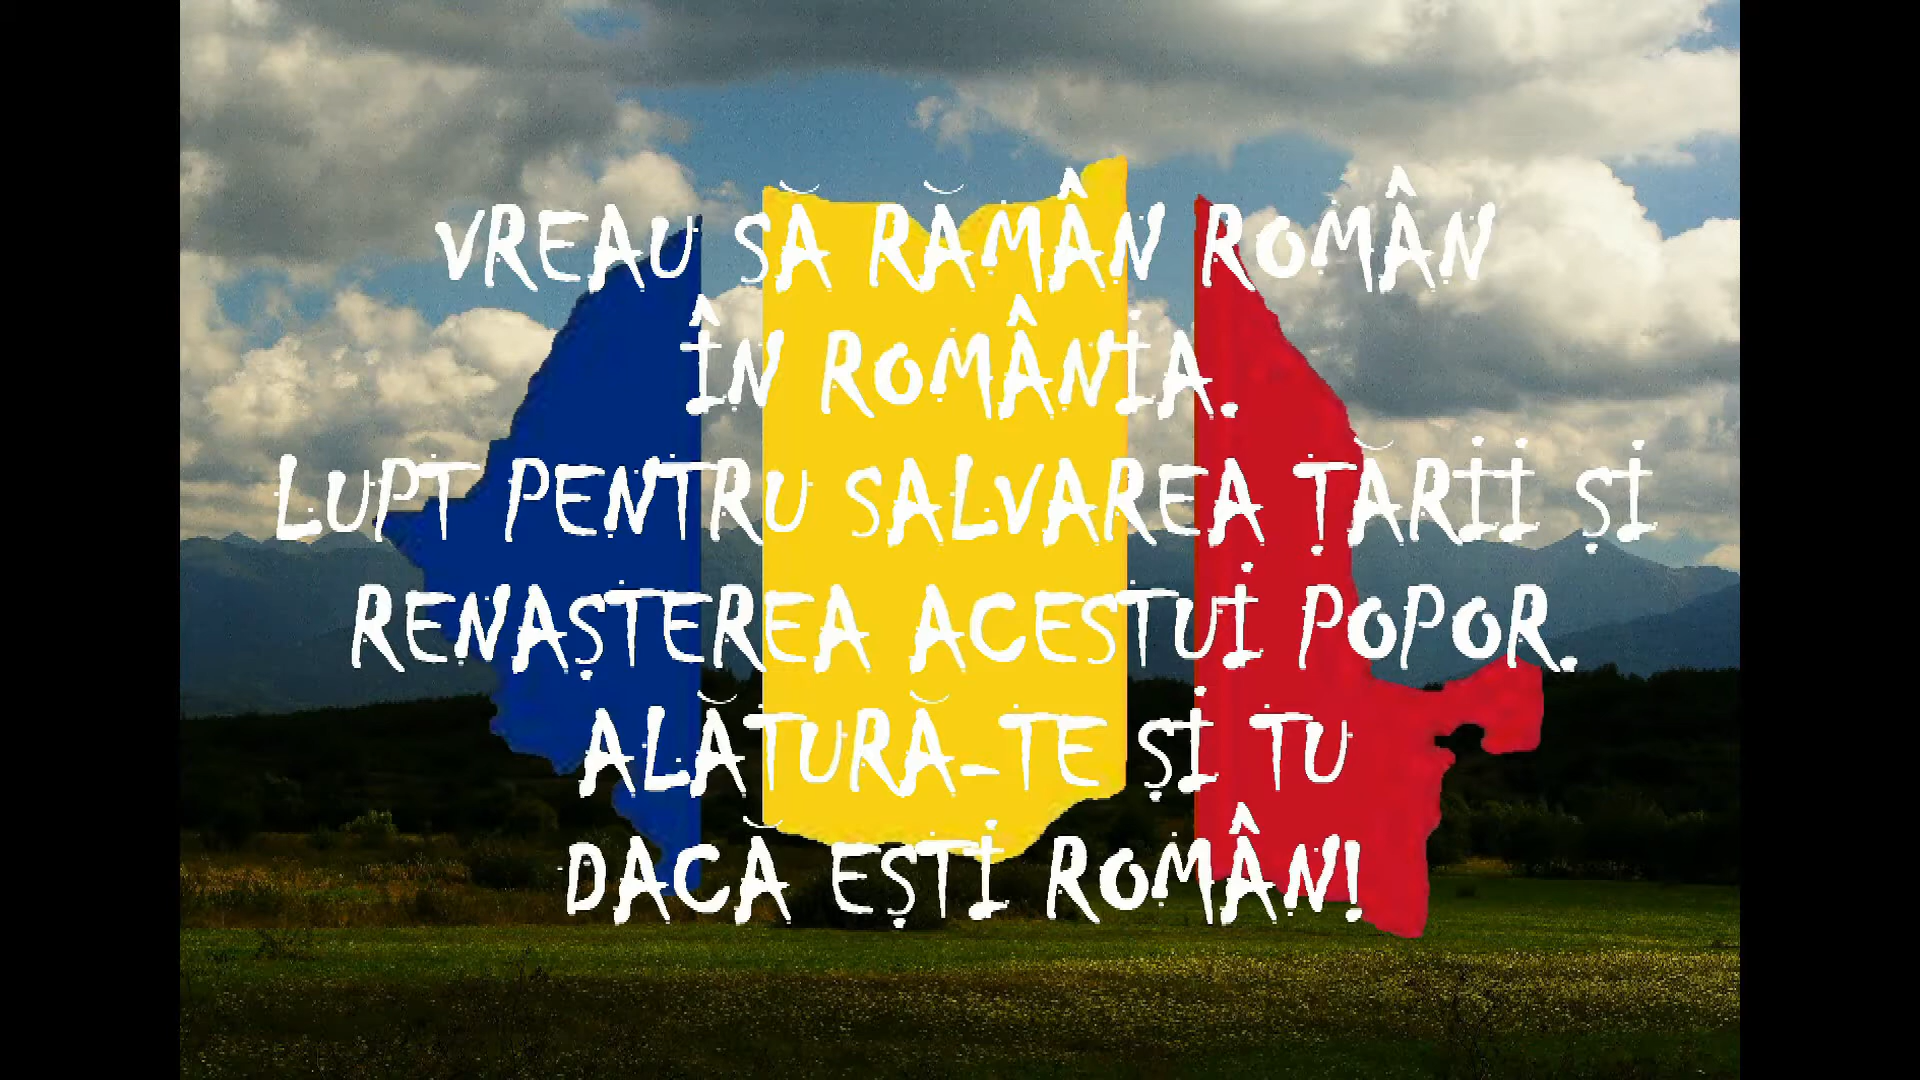 VREAU SĂ RĂMÂN ROMÂN
ÎN ROMÂNIA.
LUPT PENTRU SALVAREA ȚĂRII ȘI
RENAȘTEREA ACESTUI POPOR.
ALĂTURĂ-TE ȘI TU
DACĂ EȘTI ROMÂN!